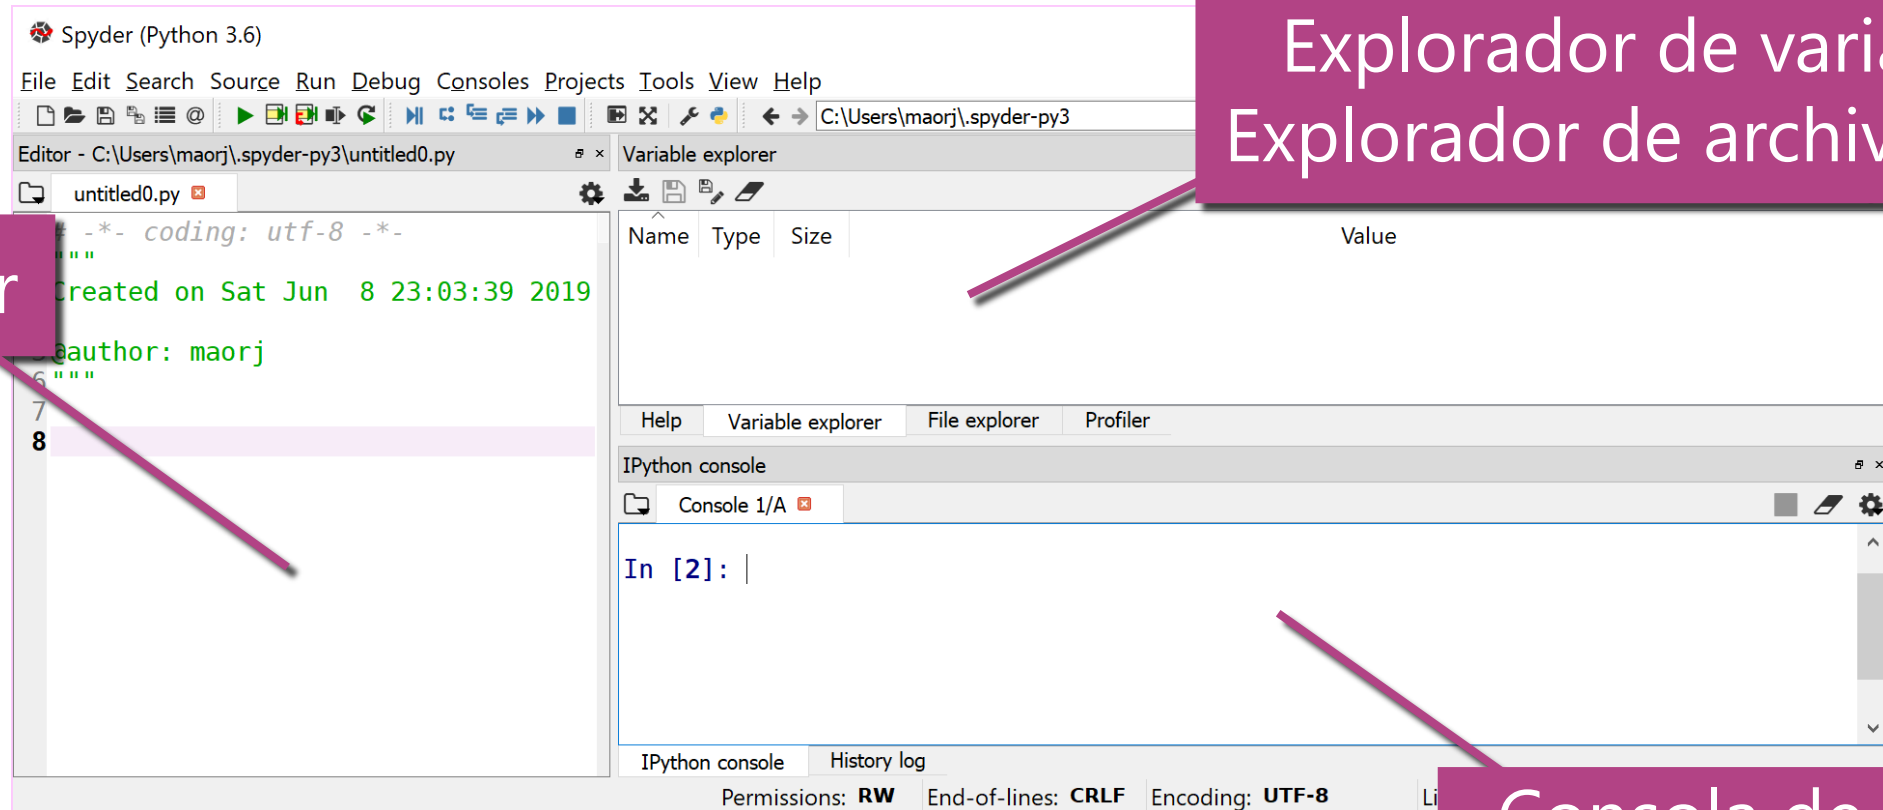 Spyder (Python 3.6)
File Edit Search Source Run Debug Consoles Projects Tools View Help
C:\Users\maorj\.spyder-py3
Explorador de
Explorador de
Editor - C:\Users\maorj\.spyder-py3\untitled0.py
untitled0.py
# -*- coding: utf-8 -*-
"""
Created on Sat Jun  8 23:03:39 2019
@author: maorj
6 """
7
8
Variable explorer
Name Type Size Value
Help Variable explorer File explorer Profiler
IPython console
Console 1/A
In [2]:
IPython console History log
Permissions: RW End-of-lines: CRLF Encoding: UTF-8
Consola de